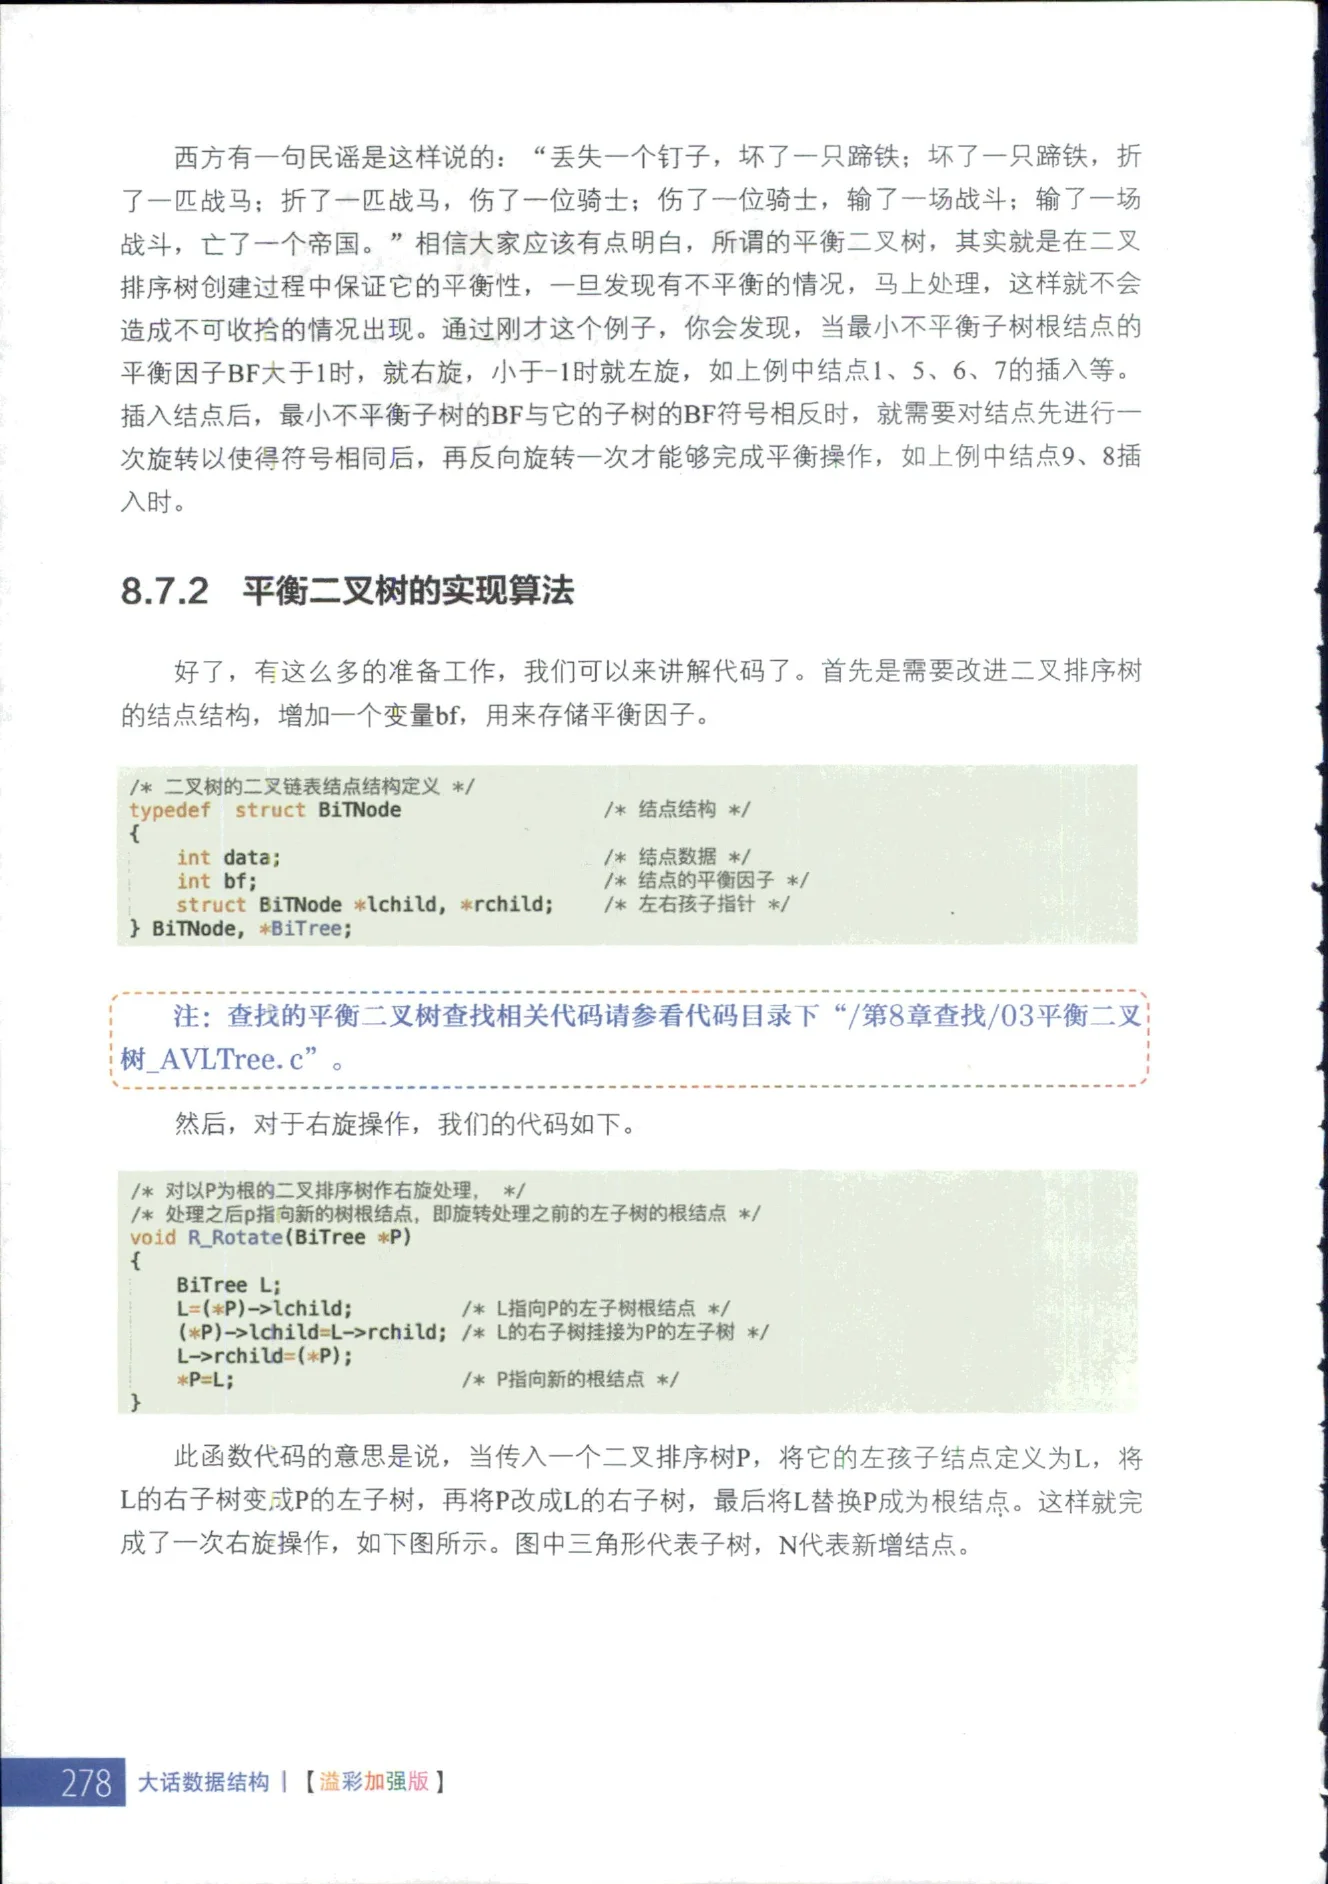 西方有一句民谣是这样说的：“丢失一个钉子，坏了一只蹄铁；坏了一只蹄铁，折
了一匹战马；折了一匹战马，伤了一位骑士；伤了一位骑士，输了一场战斗；输了一场
战斗，亡了一个帝国。”相信大家应该有点明白，所谓的平衡二叉树，其实就是在二叉
排序树创建过程中保证它的平衡性，一旦发现有不平衡的情况，马上处理，这样就不会
造成不可收拾的情况出现。通过刚才这个例子，你会发现，当最小不平衡子树根结点的
平衡因子BF大于1时，就右旋，小于-1时就左旋，如上例中结点1、5、6、7的插入等。
插入结点后，最小不平衡子树的BF与它的子树的BF符号相反时，就需要对结点先进行一
次旋转以使得符号相同后，再反向旋转一次才能够完成平衡操作，如上例中结点9、8插
入时。
8.7.2 平衡二叉树的实现算法
好了，有这么多的准备工作，我们可以来讲解代码了。首先是需要改进二叉排序树
的结点结构，增加一个变量bf，用来存储平衡因子。
/* 二叉树的二叉链表结点结构定义 */
typedef  struct BiTNode /* 结点结构 */
{
    int data; /* 结点数据 */
    int bf; /* 结点的平衡因子 */
    struct BiTNode *lchild, *rchild; /* 左右孩子指针 */
} BiTNode, *BiTree;
注：查找的平衡二叉树查找相关代码请参看代码目录下“/第8章查找/03平衡二叉
树_AVLTree.c”。
然后，对于右旋操作，我们的代码如下。
/* 对以P为根的二叉排序树作右旋处理， */
/* 处理之后p指向新的树根结点，即旋转处理之前的左子树的根结点 */
void R_Rotate(BiTree *P)
{
    BiTree L;
    L=(*P)->lchild; /* L指向P的左子树根结点 */
    (*P)->lchild=L->rchild; /* L的右子树挂接为P的左子树 */
    L->rchild=(*P);
    *P=L; /* P指向新的根结点 */
}
此函数代码的意思是说，当传入一个二叉排序树P，将它的左孩子结点定义为L，将
L的右子树变成P的左子树，再将P改成L的右子树，最后将L替换P成为根结点。这样就完
成了一次右旋操作，如下图所示。图中三角形代表子树，N代表新增结点。
278 大话数据结构 | 【溢彩加强版】